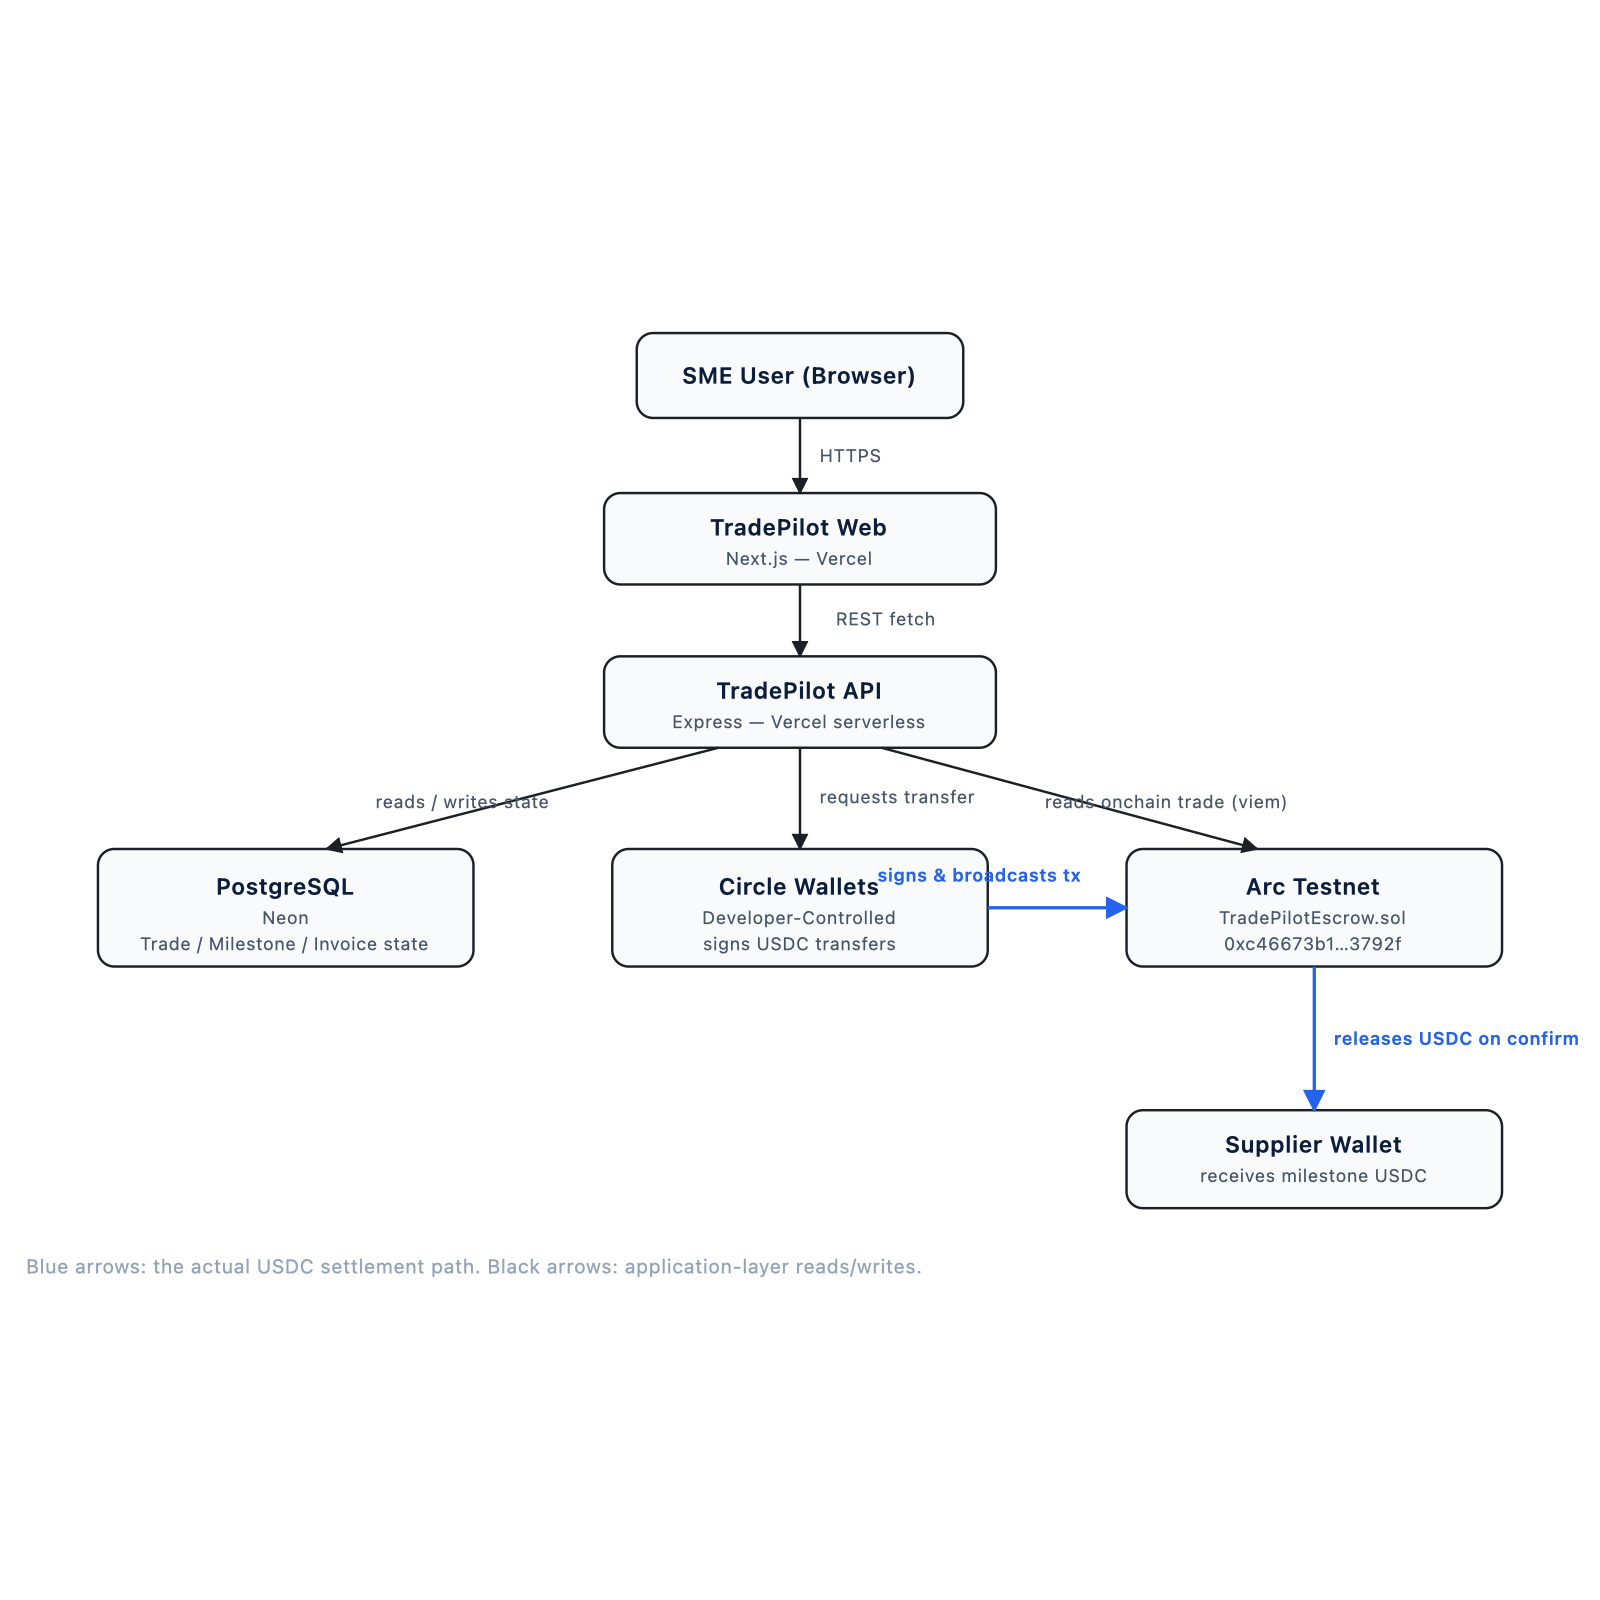 SME User (Browser)
HTTPS
TradePilot Web
Next.js — Vercel
REST fetch
TradePilot API
Express — Vercel serverless
reads / writes state
requests transfer
reads onchain trade (viem)
PostgreSQL
Neon
Trade / Milestone / Invoice state
Circle Wallets
Developer-Controlled
signs USDC transfers
signs & broadcasts tx
Arc Testnet
TradePilotEscrow.sol
0xc46673b1…3792f
releases USDC on confirm
Supplier Wallet
receives milestone USDC
Blue arrows: the actual USDC settlement path. Black arrows: application-layer reads/writes.